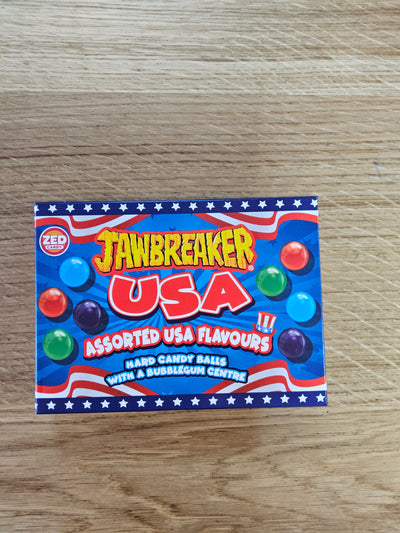 ZED
CANDY
JAWBREAKER®
USA
ASSORTED USA FLAVOURS
HARD CANDY BALLS
WITH A BUBBLEGUM CENTRE